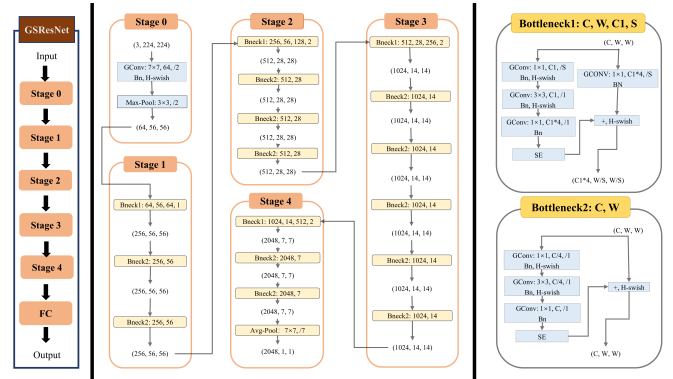 GSResNet
Input
Stage 0
Stage 1
Stage 2
Stage 3
Stage 4
FC
Output
Stage 0
(3, 224, 224)
GConv: 7×7, 64, /2
Bn, H-swish
Max-Pool: 3×3, /2
(64, 56, 56)
Stage 1
Bneck1: 64, 56, 64, 1
(256, 56, 56)
Bneck2: 256, 56
(256, 56, 56)
Bneck2: 256, 56
(256, 56, 56)
Stage 2
Bneck1: 256, 56, 128, 2
(512, 28, 28)
Bneck2: 512, 28
(512, 28, 28)
Bneck2: 512, 28
(512, 28, 28)
Bneck2: 512, 28
(512, 28, 28)
Stage 3
Bneck1: 512, 28, 256, 2
(1024, 14, 14)
Bneck2: 1024, 14
(1024, 14, 14)
Bneck2: 1024, 14
(1024, 14, 14)
Bneck2: 1024, 14
(1024, 14, 14)
Bneck2: 1024, 14
(1024, 14, 14)
Bneck2: 1024, 14
(1024, 14, 14)
Stage 4
Bneck1: 1024, 14, 512, 2
(2048, 7, 7)
Bneck2: 2048, 7
(2048, 7, 7)
Bneck2: 2048, 7
(2048, 7, 7)
Avg-Pool: 7×7, /7
(2048, 1, 1)
Bottleneck1: C, W, C1, S
(C, W, W)
GConv: 1×1, C1, /S
Bn, H-swish
GConv: 3×3, C1, /1
Bn, H-swish
GConv: 1×1, C1*4, /1
Bn
SE
GCONV: 1×1, C1*4, /S
BN
+, H-swish
(C1*4, W/S, W/S)
Bottleneck2: C, W
(C, W, W)
GConv: 1×1, C/4, /1
Bn, H-swish
GConv: 3×3, C/4, /1
Bn, H-swish
GConv: 1×1, C, /1
Bn
SE
+, H-swish
(C, W, W)